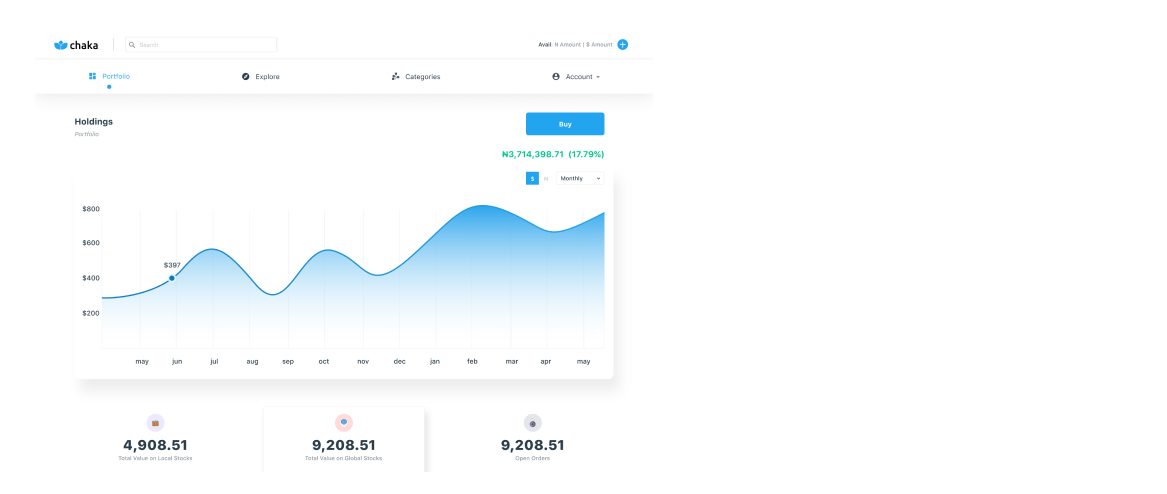 chaka
Search
Avail: ₦ Amount | $ Amount
Portfolio
Explore
Categories
Account
Holdings
Portfolio
Buy
₦3,714,398.71 (17.79%)
$ ₦ Monthly
$800
$600
$397
$400
$200
may jun jul aug sep oct nov dec jan feb mar apr may
4,908.51
Total Value on Local Stocks
9,208.51
Total Value on Global Stocks
9,208.51
Open Orders